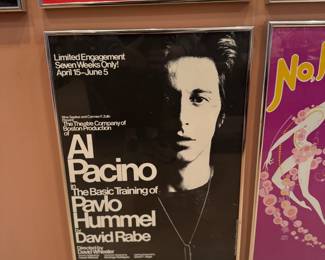 Limited Engagement
Seven Weeks Only!
April 15–June 5
The Theatre Company of
Boston Production
of
Al
Pacino
in
The Basic Training of
Pavlo
Hummel
by
David Rabe
Directed by
David Wheeler
No, N